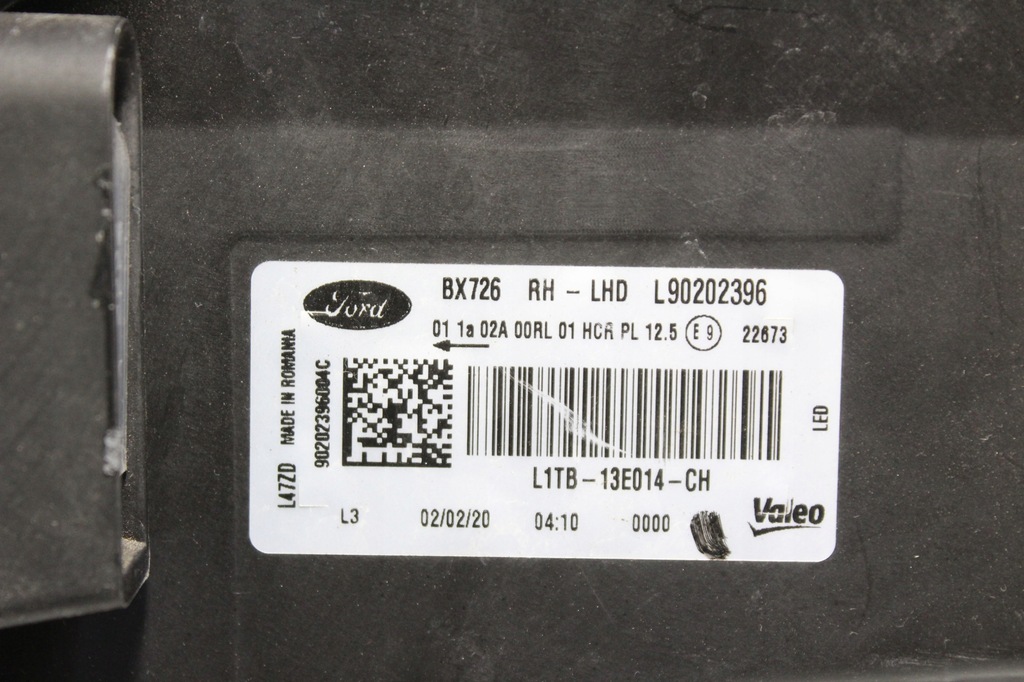 Ford
BX726 RH - LHD L90202396
01 1a 02A 00RL 01 HCR PL 12.5 E9 22673
L47ZD MADE IN ROMANIA
90202396004C
LED
L1TB-13E014-CH
L3 02/02/20 04:10 0000
Valeo